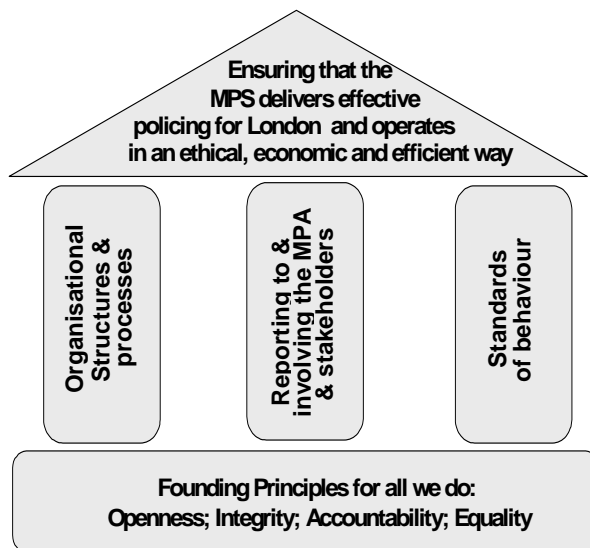 Ensuring that the
MPS delivers effective
policing for London and operates
in an ethical, economic and efficient way
Organisational
Structures &
processes
Reporting to &
involving the MPA
& stakeholders
Standards
of behaviour
Founding Principles for all we do:
Openness; Integrity; Accountability; Equality